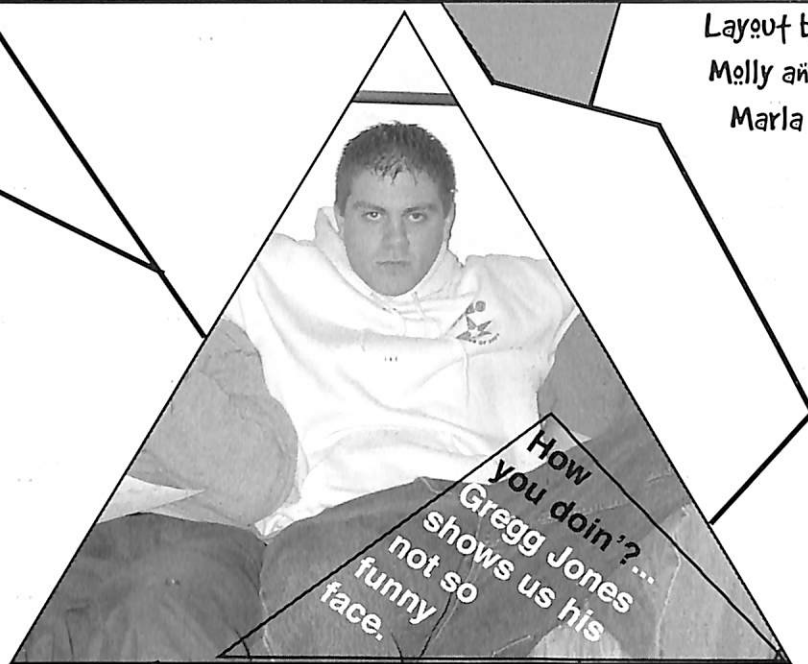 Layout
Molly an
Marla
How
you doin'?...
Gregg Jones
shows us his
not so
funny
face.